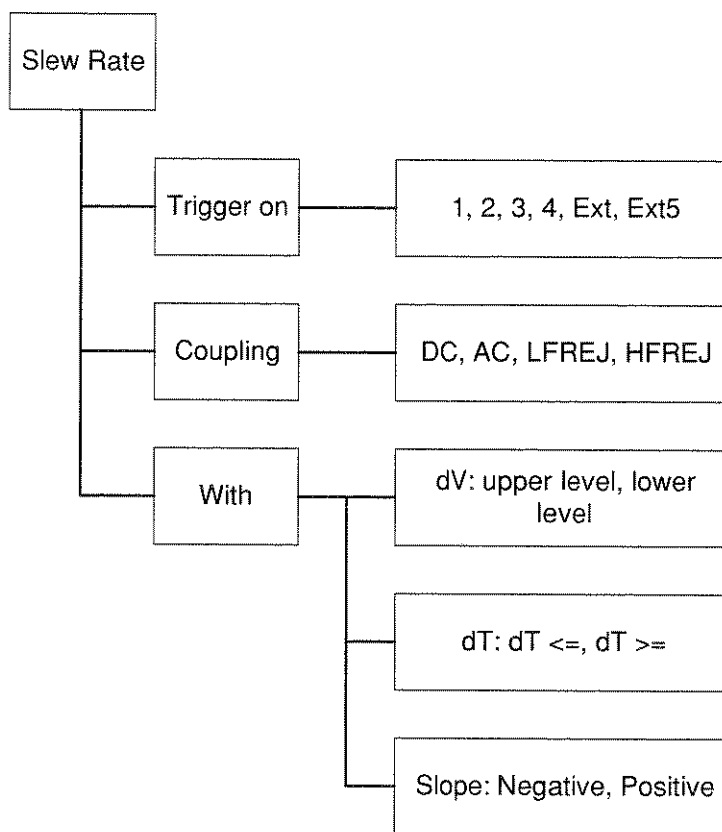 Slew Rate
Trigger on
1, 2, 3, 4, Ext, Ext5
Coupling
DC, AC, LFREJ, HFREJ
With
dV: upper level, lower
level
dT: dT <=, dT >=
Slope: Negative, Positive